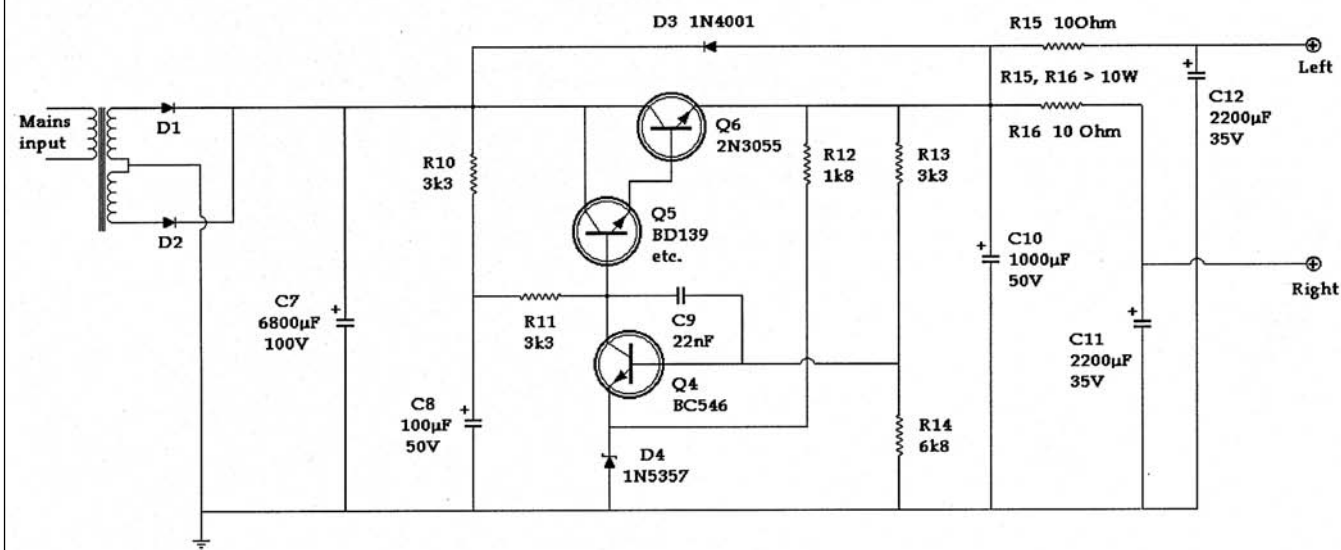 D3 1N4001
R15 10Ohm
Left
R15, R16 > 10W
C12
2200µF
35V
Mains
input
D1
Q6
2N3055
R16 10 Ohm
R10
3k3
R12
1k8
R13
3k3
D2
Q5
BD139
etc.
C10
1000µF
50V
Right
C7
6800µF
100V
R11
3k3
C9
22nF
C11
2200µF
35V
Q4
BC546
C8
100µF
50V
R14
6k8
D4
1N5357